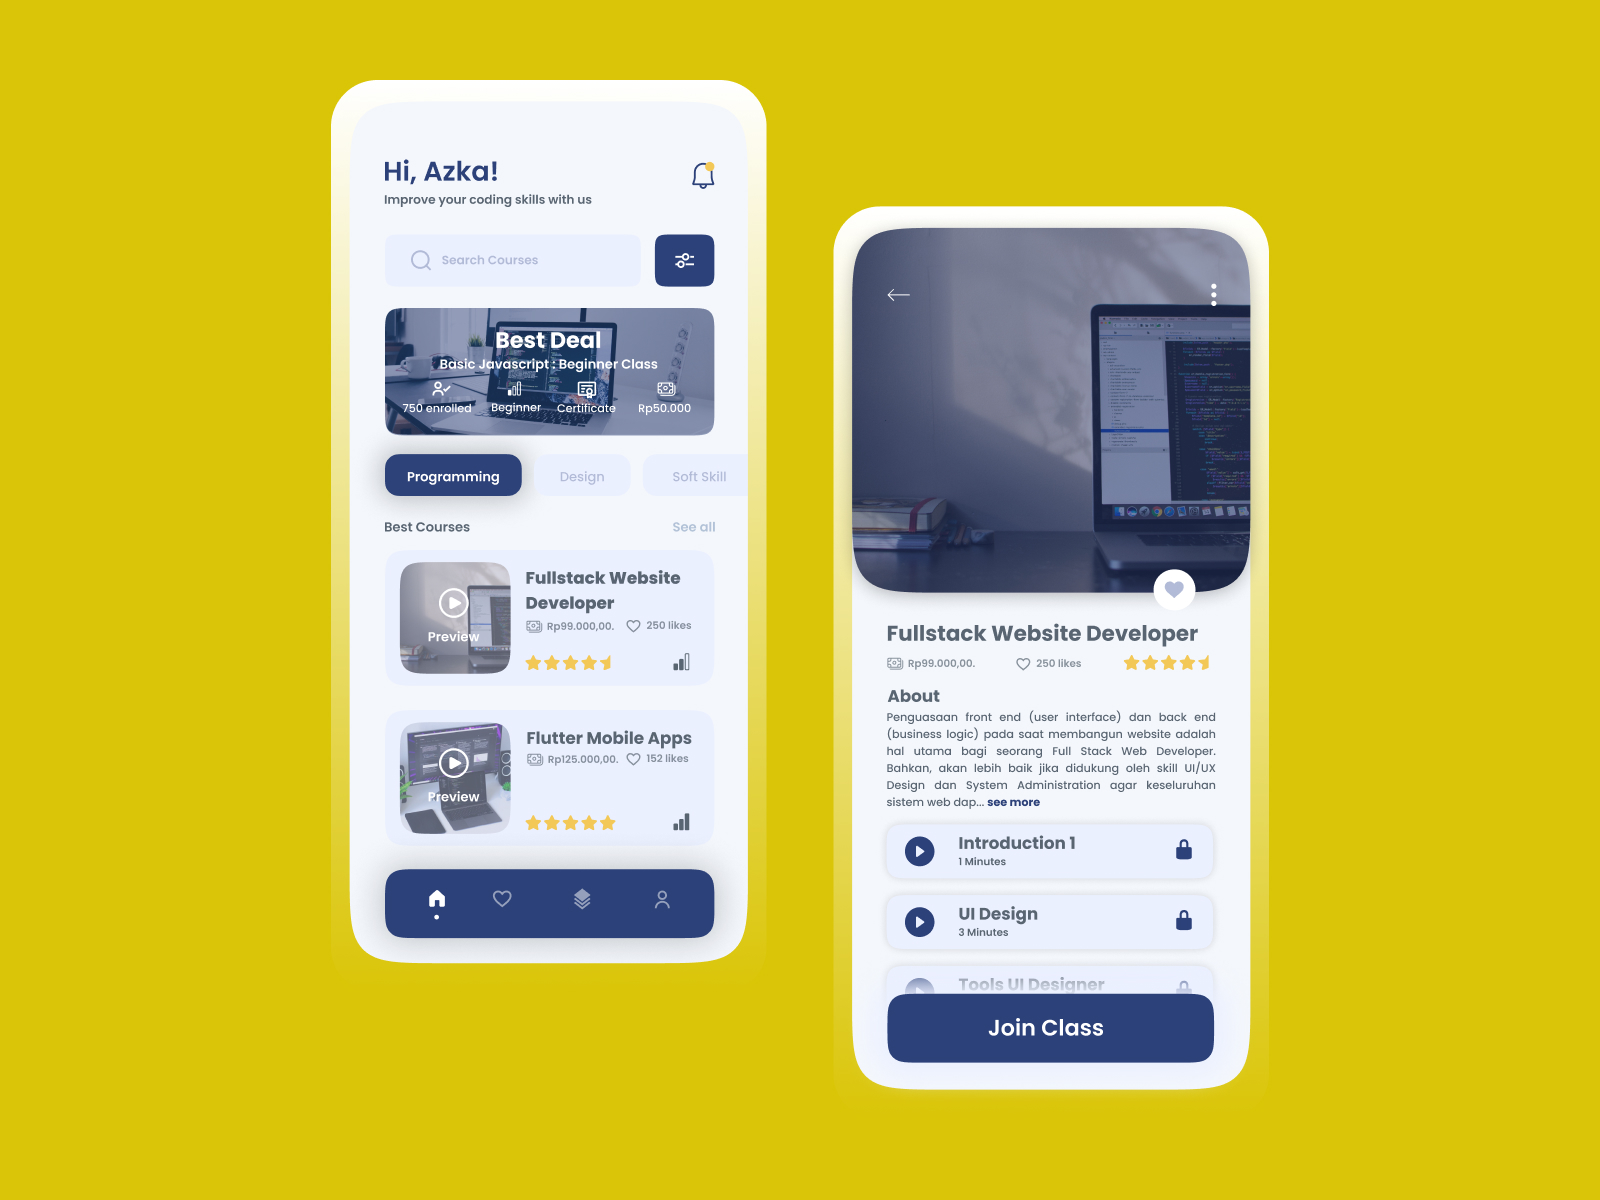 Hi, Azka!
Improve your coding skills with us
Search Courses
Best Deal
Basic Javascript : Beginner Class
750 enrolled
Beginner
Certificate
Rp50.000
Programming
Design
Soft Skill
Best Courses
See all
Fullstack Website
Developer
Rp99.000,00.
250 likes
Preview
Flutter Mobile Apps
Rp125.000,00.
152 likes
Preview
Fullstack Website Developer
Rp99.000,00.
250 likes
About
Penguasaan front end (user interface) dan back end
(business logic) pada saat membangun website adalah
hal utama bagi seorang Full Stack Web Developer.
Bahkan, akan lebih baik jika didukung oleh skill UI/UX
Design dan System Administration agar keseluruhan
sistem web dap... see more
Introduction 1
1 Minutes
UI Design
3 Minutes
Tools UI Designer
Join Class